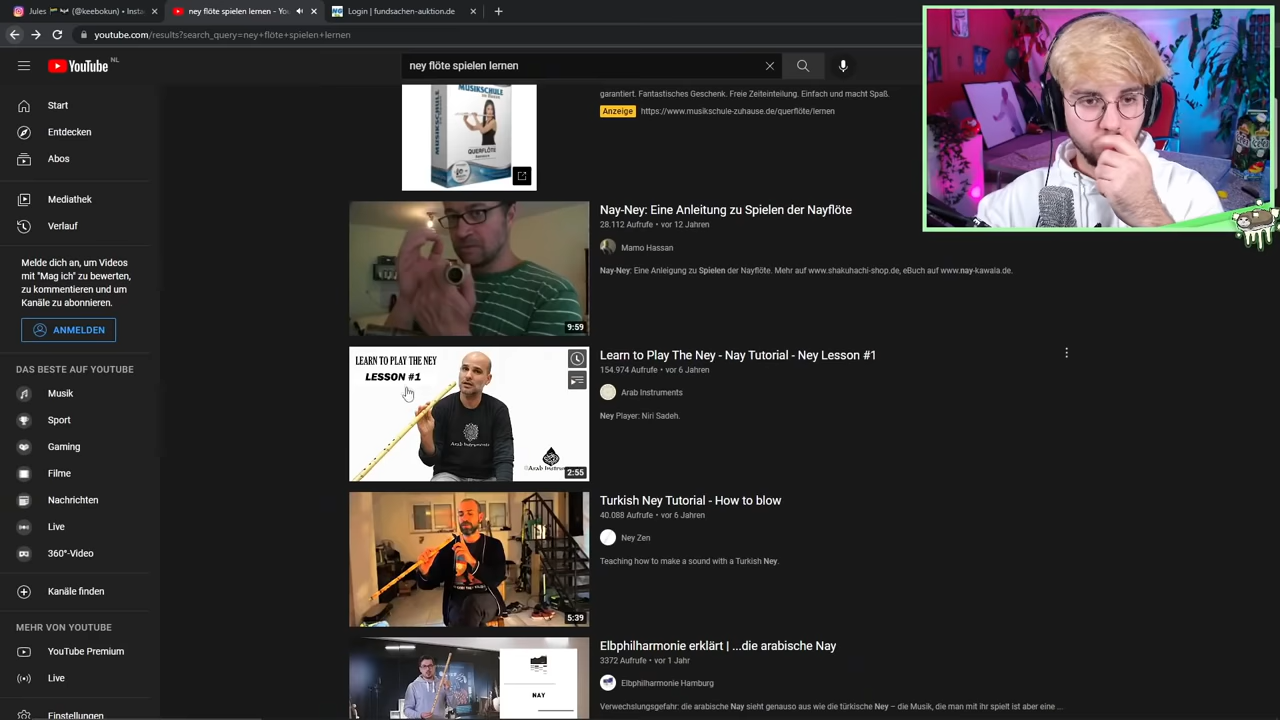 Jules 🏴 (@keebokun) • Insta
ney flöte spielen lernen - You
Login | fundsachen-auktion.de
youtube.com/results?search_query=ney+flöte+spielen+lernen
YouTube NL
ney flöte spielen lernen
Start
Entdecken
Abos
Mediathek
Verlauf
Melde dich an, um Videos
mit "Mag ich" zu bewerten,
zu kommentieren und um
Kanäle zu abonnieren.
ANMELDEN
DAS BESTE AUF YOUTUBE
Musik
Sport
Gaming
Filme
Nachrichten
Live
360°-Video
Kanäle finden
MEHR VON YOUTUBE
YouTube Premium
Live
Einstellungen
MUSIKSCHULE
QUERFLÖTE
garantiert. Fantastisches Geschenk. Freie Zeiteinteilung. Einfach und macht Spaß.
Anzeige https://www.musikschule-zuhause.de/querflöte/lernen
9:59
Nay-Ney: Eine Anleitung zu Spielen der Nayflöte
28.112 Aufrufe • vor 12 Jahren
Mamo Hassan
Nay-Ney: Eine Anleigung zu Spielen der Nayflöte. Mehr auf www.shakuhachi-shop.de, eBuch auf www.nay-kawala.de.
LEARN TO PLAY THE NEY
LESSON #1
Arab Instruments
2:55
Learn to Play The Ney - Nay Tutorial - Ney Lesson #1
154.974 Aufrufe • vor 6 Jahren
Arab Instruments
Ney Player: Niri Sadeh.
5:39
Turkish Ney Tutorial - How to blow
40.088 Aufrufe • vor 6 Jahren
Ney Zen
Teaching how to make a sound with a Turkish Ney.
NAY
Elbphilharmonie erklärt | ...die arabische Nay
3372 Aufrufe • vor 1 Jahr
Elbphilharmonie Hamburg
Verwechslungsgefahr: die arabische Nay sieht genauso aus wie die türkische Ney – die Musik, die man mit ihr spielt ist aber eine ...